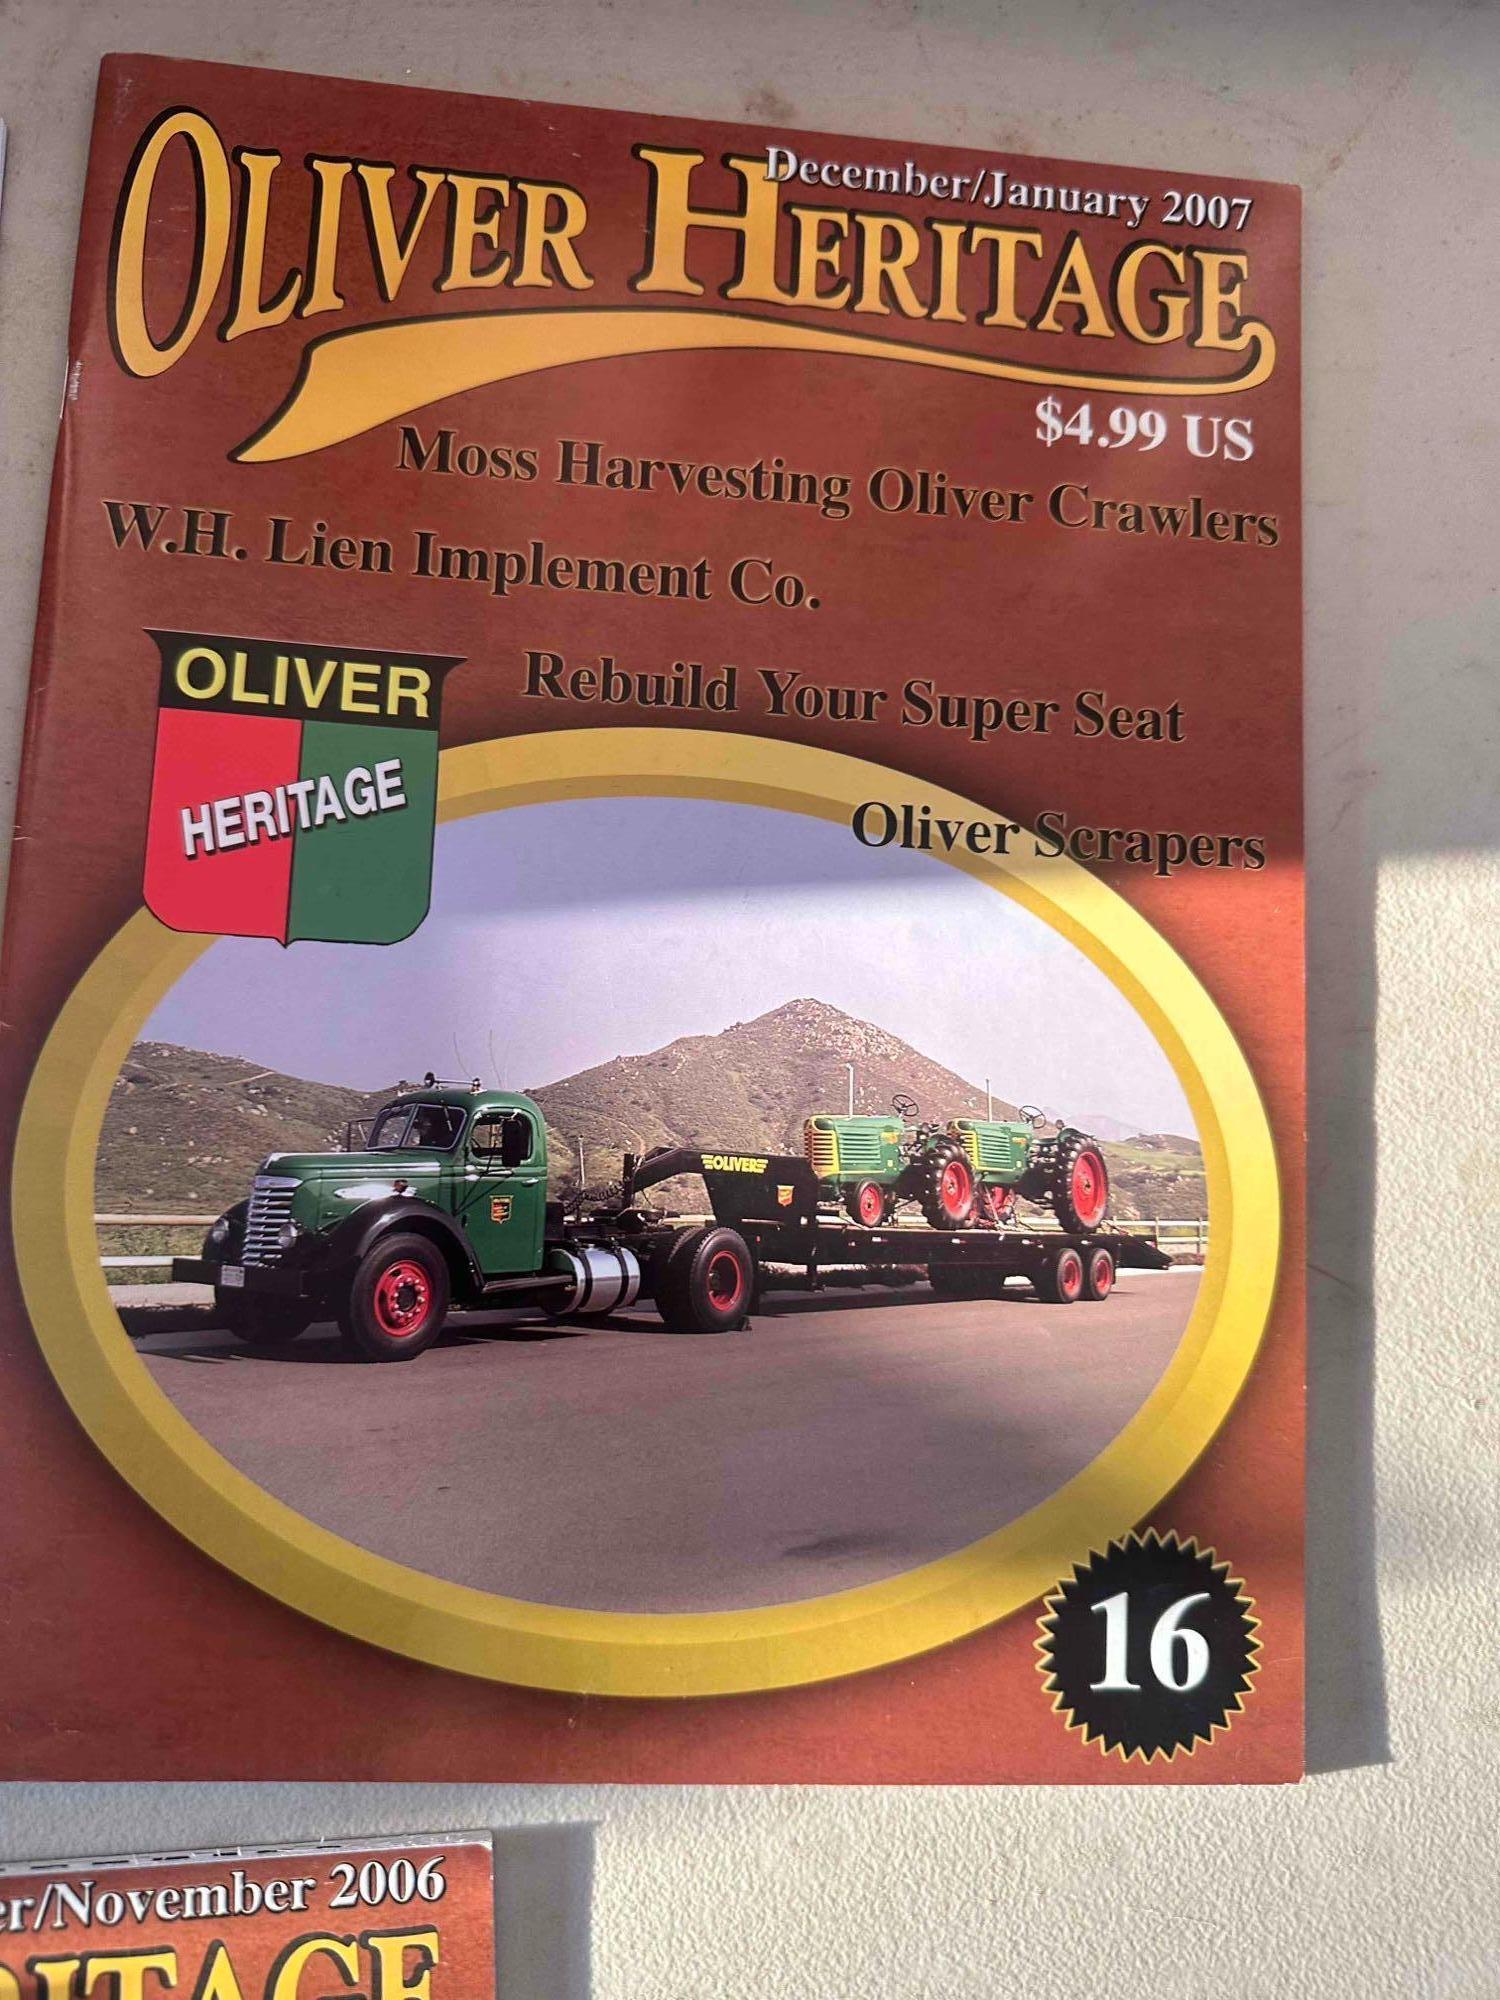 December/January 2007
OLIVER HERITAGE
$4.99 US
Moss Harvesting Oliver Crawlers
W.H. Lien Implement Co.
Rebuild Your Super Seat
OLIVER
HERITAGE
Oliver Scrapers
OLIVER
16
/November 2006